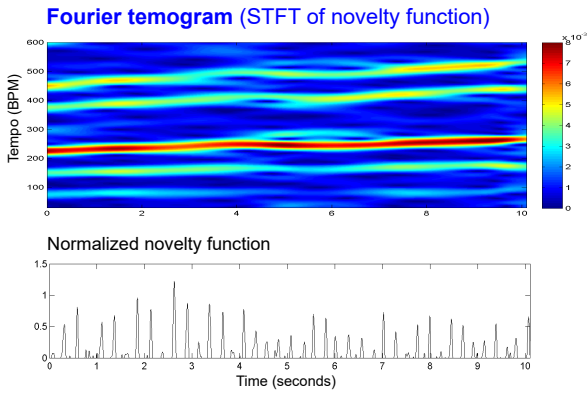 Fourier temogram (STFT of novelty function)
x 10⁻³
600
500
400
300
200
100
Tempo (BPM)
0 2 4 6 8 10
8
7
6
5
4
3
2
1
0
Normalized novelty function
1.5
1
0.5
0
0 1 2 3 4 5 6 7 8 9 10
Time (seconds)